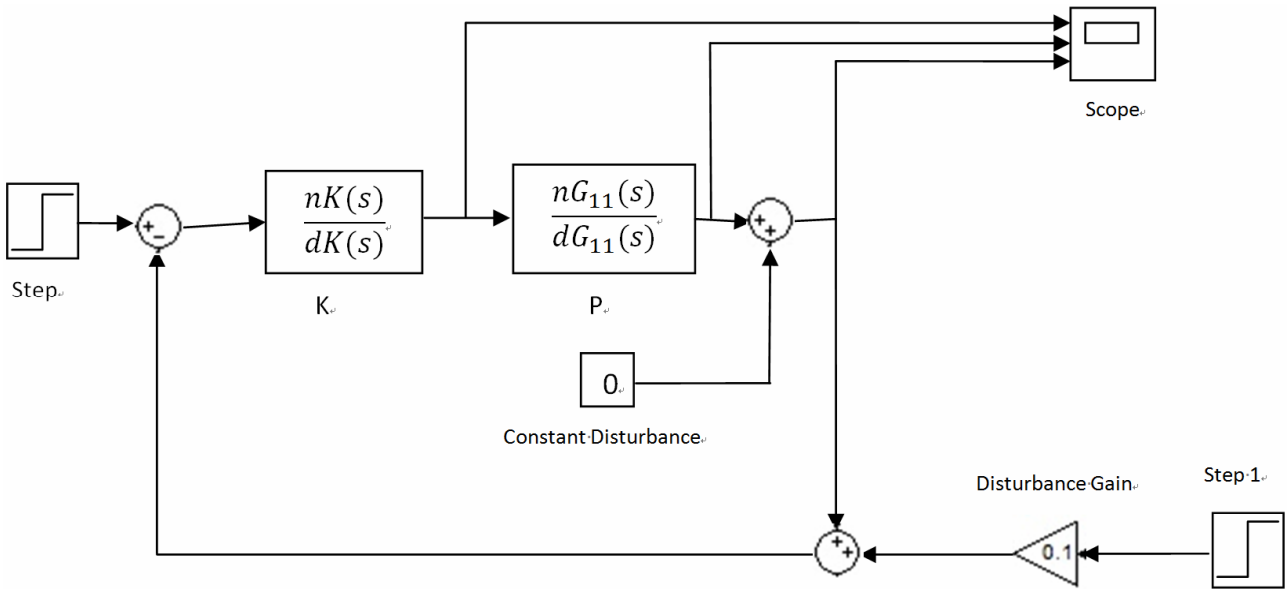 Scope
nK(s)
dK(s)
nG₁₁(s)
dG₁₁(s)
+
−
+
+
Step
K
P
0
Constant Disturbance
Disturbance Gain
Step 1
+
+
0.1